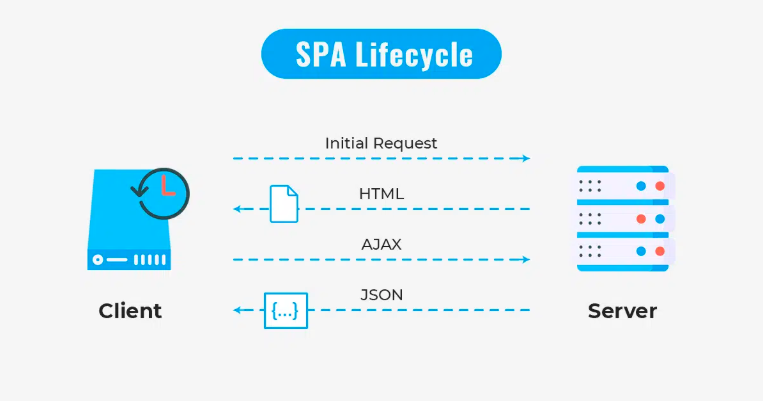 SPA Lifecycle
Initial Request
HTML
AJAX
JSON
{...}
Client
Server